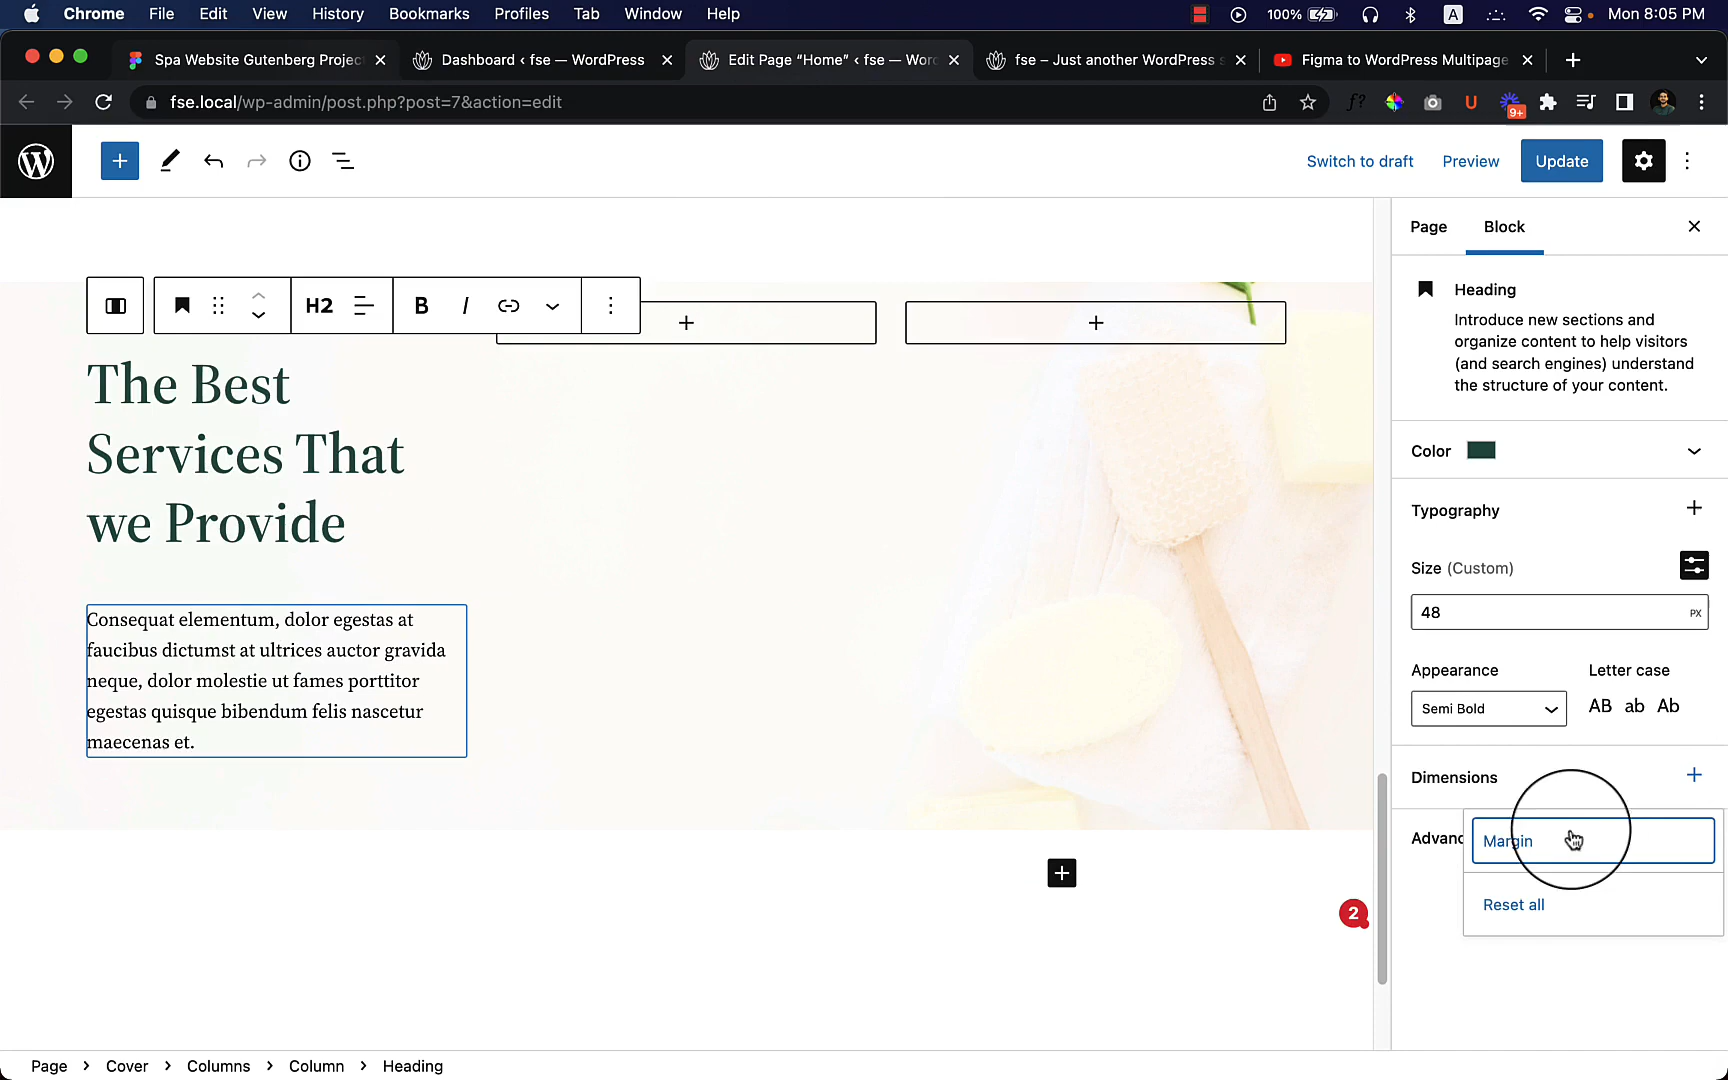 Chrome File Edit View History Bookmarks Profiles Tab Window Help 100% A Mon 8:05 PM
Spa Website Gutenberg Projec
Dashboard ‹ fse — WordPress
Edit Page “Home” ‹ fse — Wor
fse – Just another WordPress s
Figma to WordPress Multipage
fse.local/wp-admin/post.php?post=7&action=edit
f?
U
9+
Switch to draft
Preview
Update
Page
Block
H2
B
I
The Best
Services That
we Provide
Consequat elementum, dolor egestas at
faucibus dictumst at ultrices auctor gravida
neque, dolor molestie ut fames porttitor
egestas quisque bibendum felis nascetur
maecenas et.
Heading
Introduce new sections and
organize content to help visitors
(and search engines) understand
the structure of your content.
Color
Typography
Size (Custom)
48
PX
Appearance
Letter case
Semi Bold
AB ab Ab
Dimensions
Advanc
Margin
Reset all
2
Page › Cover › Columns › Column › Heading